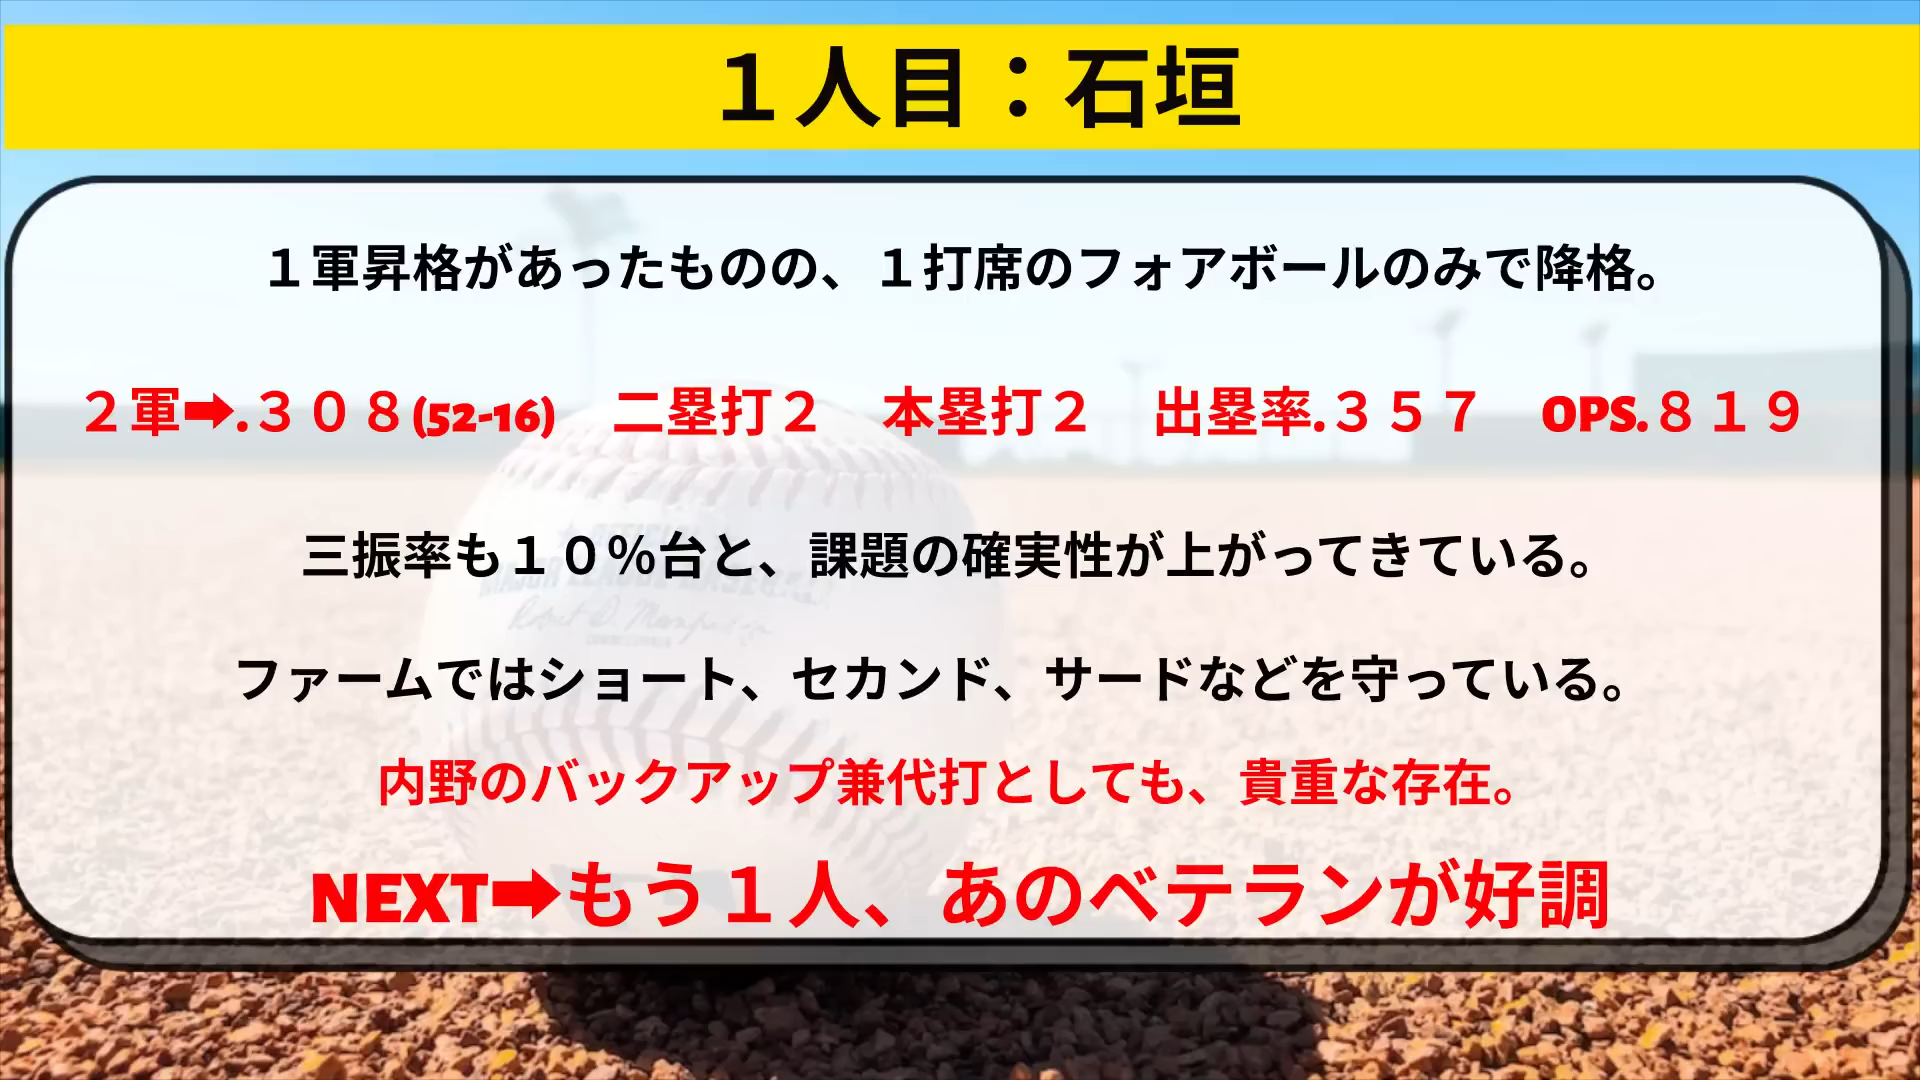 １人目：石垣
１軍昇格があったものの、１打席のフォアボールのみで降格。
２軍➡.３０８(52-16)　二塁打２　本塁打２　出塁率.３５７　OPS.８１９
三振率も１０％台と、課題の確実性が上がってきている。
ファームではショート、セカンド、サードなどを守っている。
内野のバックアップ兼代打としても、貴重な存在。
NEXT➡もう１人、あのベテランが好調